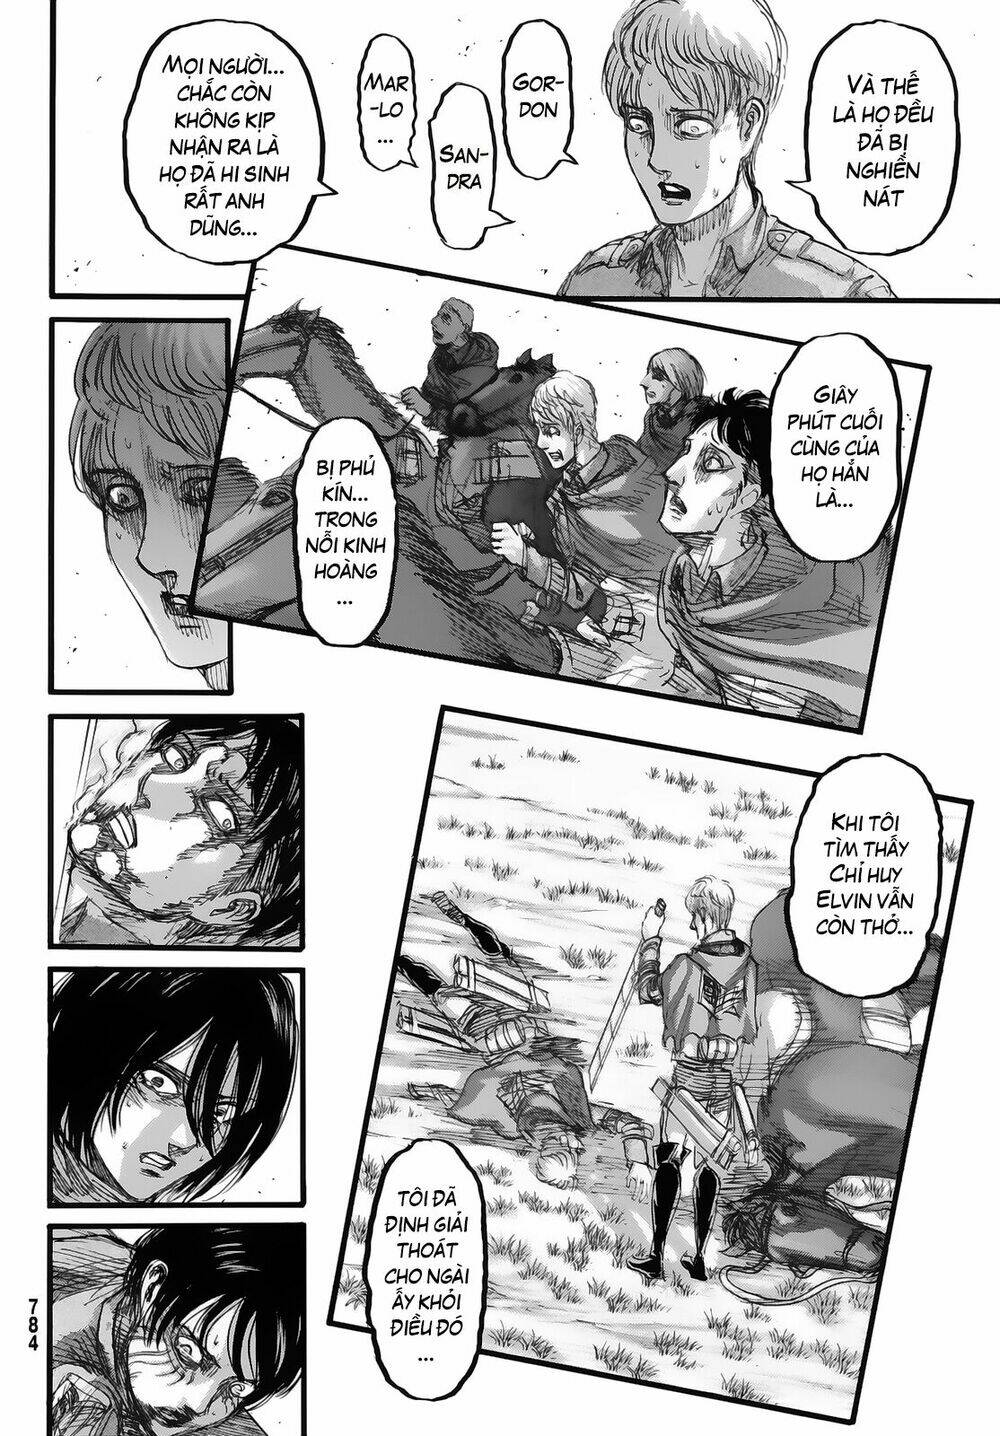 VÀ THẾ
LÀ HỌ ĐỀU
ĐÃ BỊ
NGHIỀN
NÁT
GOR-
DON
SAN-
DRA
MAR
-LO
...
MỌI NGƯỜI...
CHẮC CÒN
KHÔNG KỊP
NHẬN RA LÀ
HỌ ĐÃ HI SINH
RẤT ANH
DŨNG...
GIÂY
PHÚT CUỐI
CÙNG CỦA
HỌ HẲN
LÀ...
BỊ PHỦ
KÍN...
TRONG
NỖI KINH
HOÀNG
...
KHI TÔI
TÌM THẤY
CHỈ HUY
ELVIN VẪN
CÒN THỞ...
TÔI ĐÃ
ĐỊNH GIẢI
THOÁT
CHO NGÀI
ẤY KHỎI
ĐIỀU ĐÓ
...
784